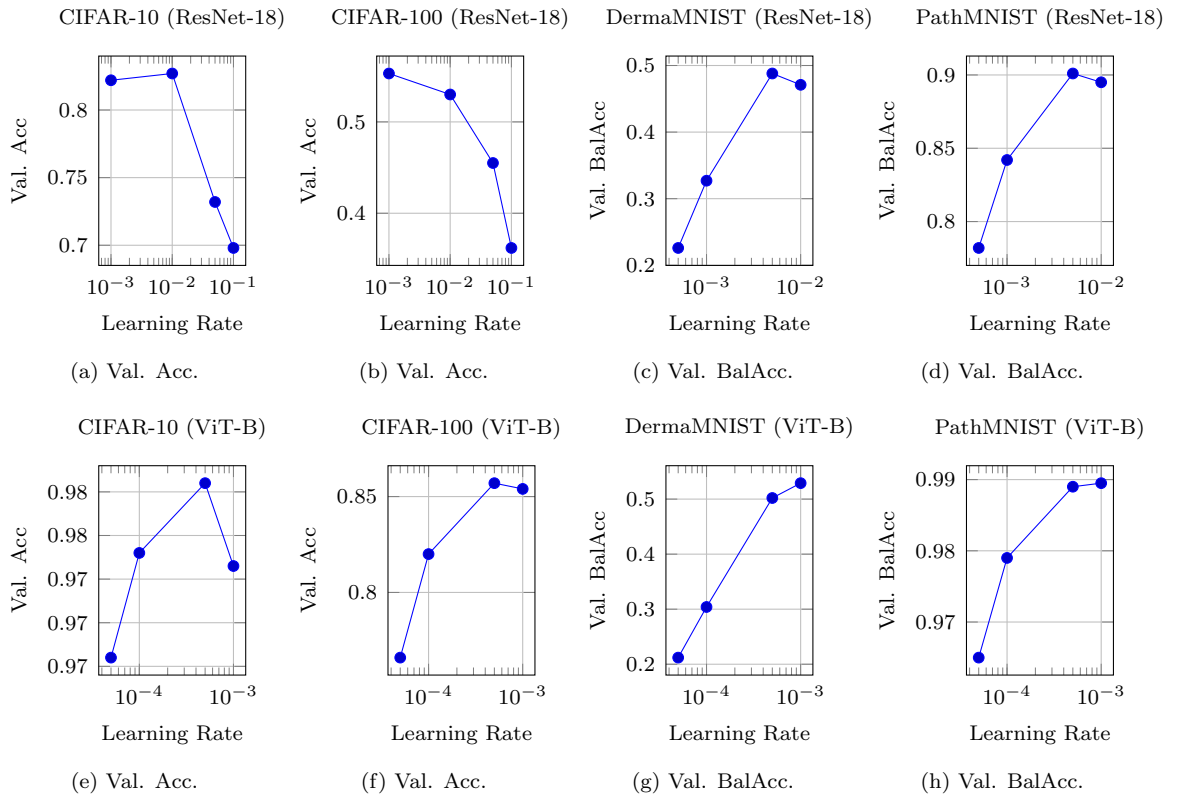 CIFAR-10 (ResNet-18)
0.8
0.75
0.7
Val. Acc
10⁻³ 10⁻² 10⁻¹
Learning Rate
(a) Val. Acc.
CIFAR-100 (ResNet-18)
0.5
0.4
Val. Acc
10⁻³ 10⁻² 10⁻¹
Learning Rate
(b) Val. Acc.
DermaMNIST (ResNet-18)
0.5
0.4
0.3
0.2
Val. BalAcc
10⁻³ 10⁻²
Learning Rate
(c) Val. BalAcc.
PathMNIST (ResNet-18)
0.9
0.85
0.8
Val. BalAcc
10⁻³ 10⁻²
Learning Rate
(d) Val. BalAcc.
CIFAR-10 (ViT-B)
0.98
0.98
0.97
0.97
0.97
Val. Acc
10⁻⁴ 10⁻³
Learning Rate
(e) Val. Acc.
CIFAR-100 (ViT-B)
0.85
0.8
Val. Acc
10⁻⁴ 10⁻³
Learning Rate
(f) Val. Acc.
DermaMNIST (ViT-B)
0.5
0.4
0.3
0.2
Val. BalAcc
10⁻⁴ 10⁻³
Learning Rate
(g) Val. BalAcc.
PathMNIST (ViT-B)
0.99
0.98
0.97
Val. BalAcc
10⁻⁴ 10⁻³
Learning Rate
(h) Val. BalAcc.